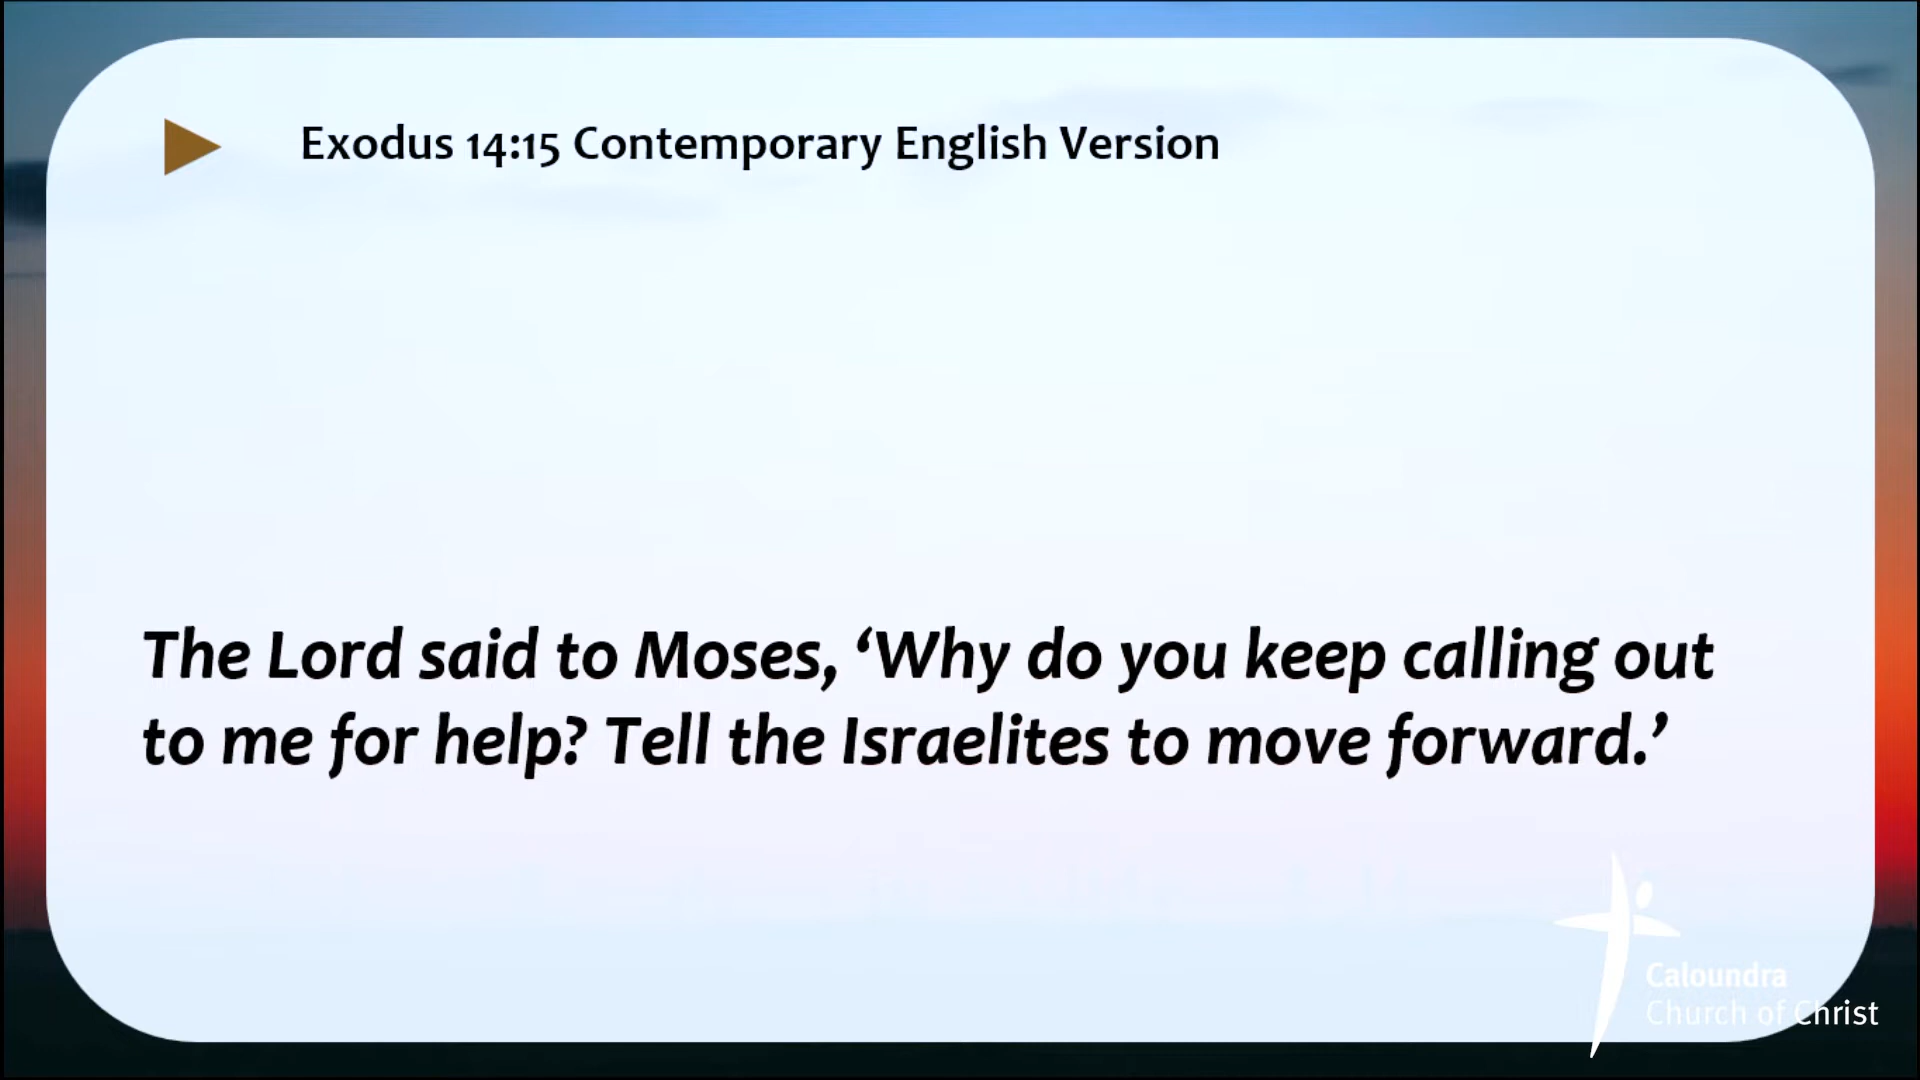 Exodus 14:15 Contemporary English Version
The Lord said to Moses, ‘Why do you keep calling out
to me for help? Tell the Israelites to move forward.’
Caloundra
Church of Christ